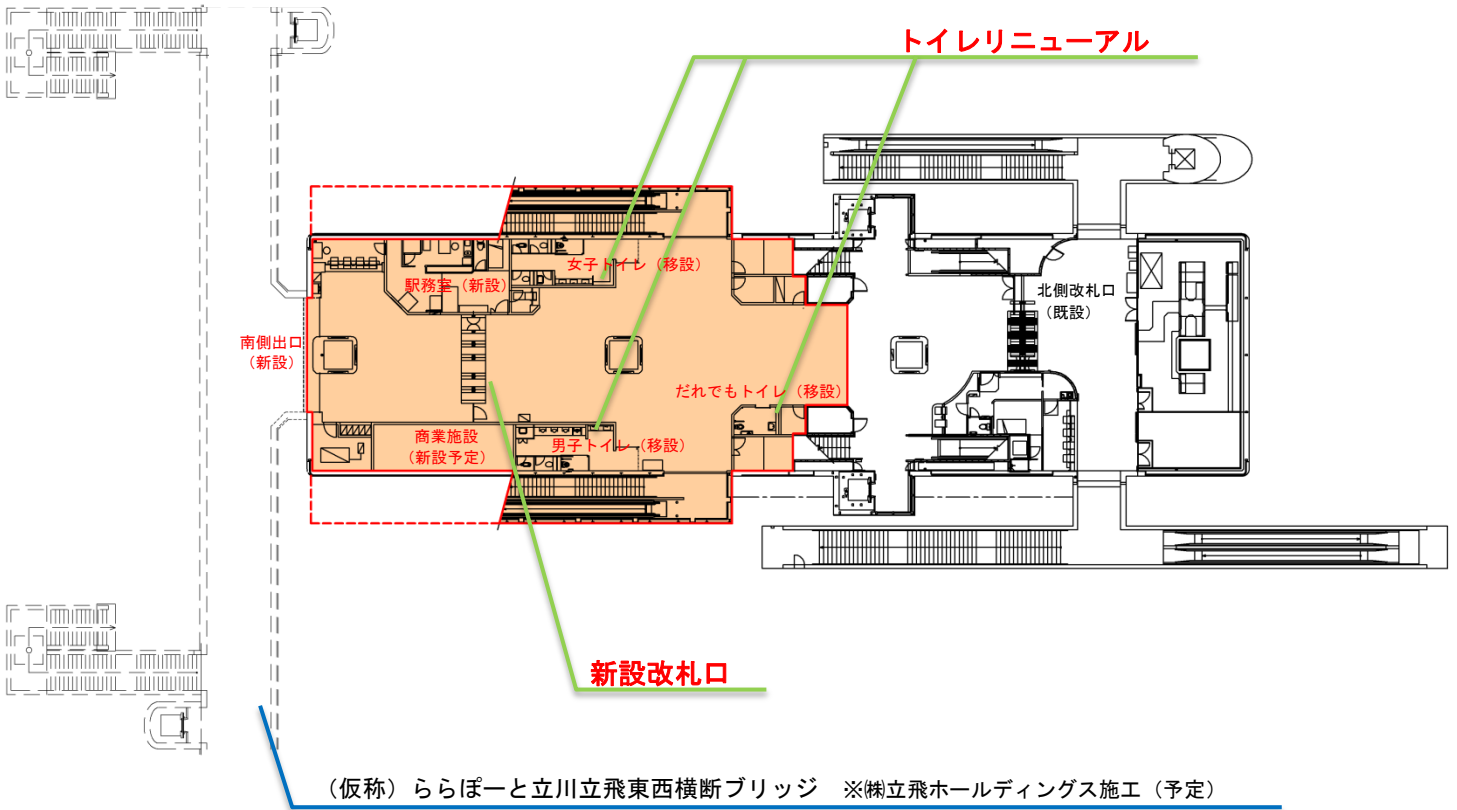 トイレリニューアル
女子トイレ（移設）
駅務室（新設）
北側改札口
（既設）
南側出口
（新設）
だれでもトイレ（移設）
商業施設
（新設予定）
男子トイレ（移設）
新設改札口
（仮称）ららぽーと立川立飛東西横断ブリッジ　※㈱立飛ホールディングス施工（予定）